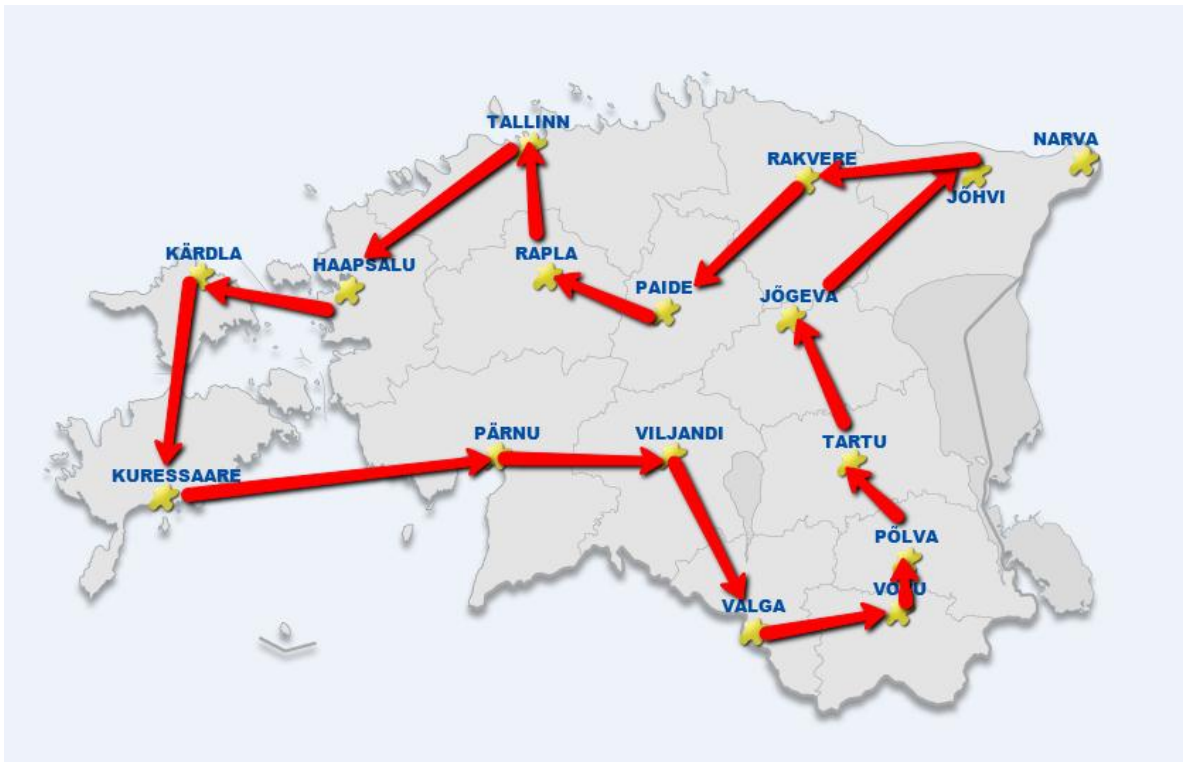 TALLINN
NARVA
RAKVERE
JÕHVI
KÄRDLA
HAAPSALU
RAPLA
PAIDE
JÕGEVA
PÄRNU
VILJANDI
TARTU
KURESSAARE
PÕLVA
VALGA